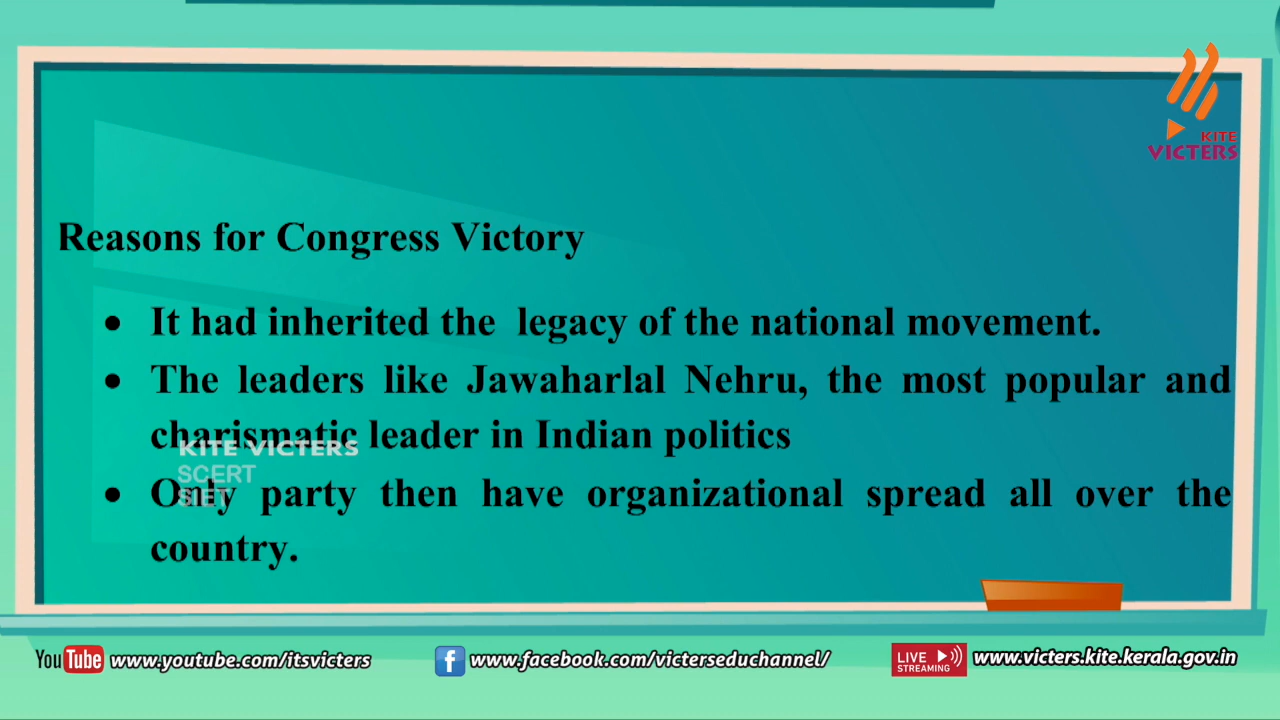 KITE
VICTERS
Reasons for Congress Victory
• It had inherited the legacy of the national movement.
• The leaders like Jawaharlal Nehru, the most popular and
charismatic leader in Indian politics
KITE VICTERS
SCERT
SIET
• Only party then have organizational spread all over the
country.
YouTube www.youtube.com/itsvicters
f www.facebook.com/victerseduchannel/
LIVE
STREAMING
www.victers.kite.kerala.gov.in